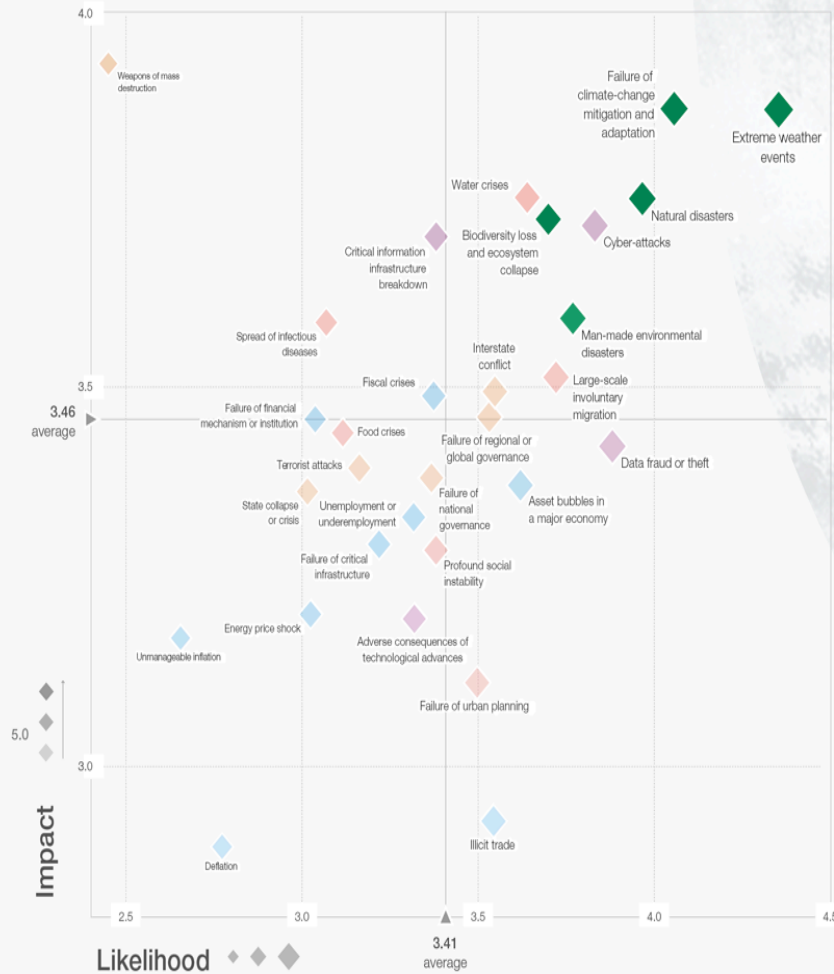 4.0
Weapons of mass
destruction
Failure of
climate-change
mitigation and
adaptation
Extreme weather
events
Water crises
Natural disasters
Biodiversity loss
and ecosystem
collapse
Cyber-attacks
Critical information
infrastructure
breakdown
Spread of infectious
diseases
Man-made environmental
disasters
Interstate
conflict
3.5
Fiscal crises
Large-scale
involuntary
migration
3.46
average
Failure of financial
mechanism or institution
Food crises
Failure of regional or
global governance
Data fraud or theft
Terrorist attacks
State collapse
or crisis
Unemployment or
underemployment
Failure of
national
governance
Asset bubbles in
a major economy
Failure of critical
infrastructure
Profound social
instability
Energy price shock
Adverse consequences of
technological advances
Unmanageable inflation
Failure of urban planning
5.0
3.0
Impact
Illicit trade
Deflation
2.5
3.0
3.5
4.0
4.5
3.41
average
Likelihood